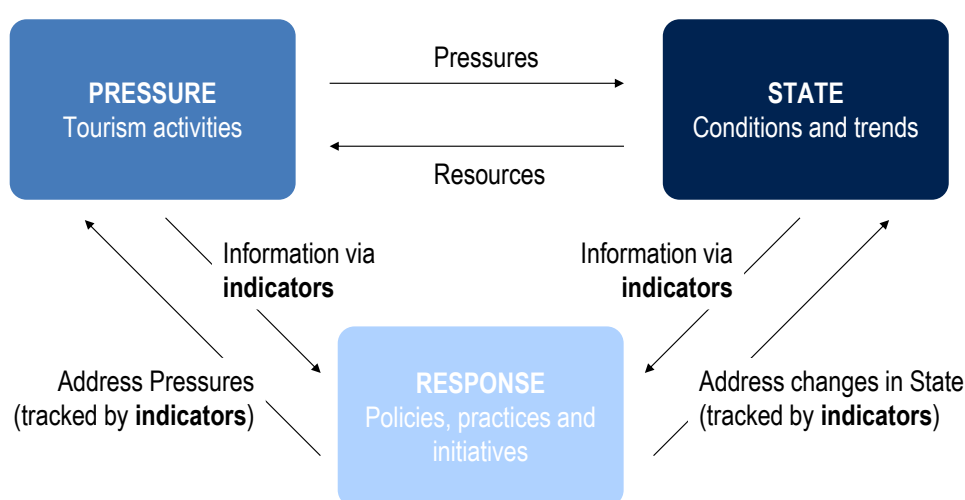 Pressures
PRESSURE
Tourism activities
STATE
Conditions and trends
Resources
Information via
indicators
Information via
indicators
Address Pressures
(tracked by indicators)
RESPONSE
Policies, practices and
initiatives
Address changes in State
(tracked by indicators)